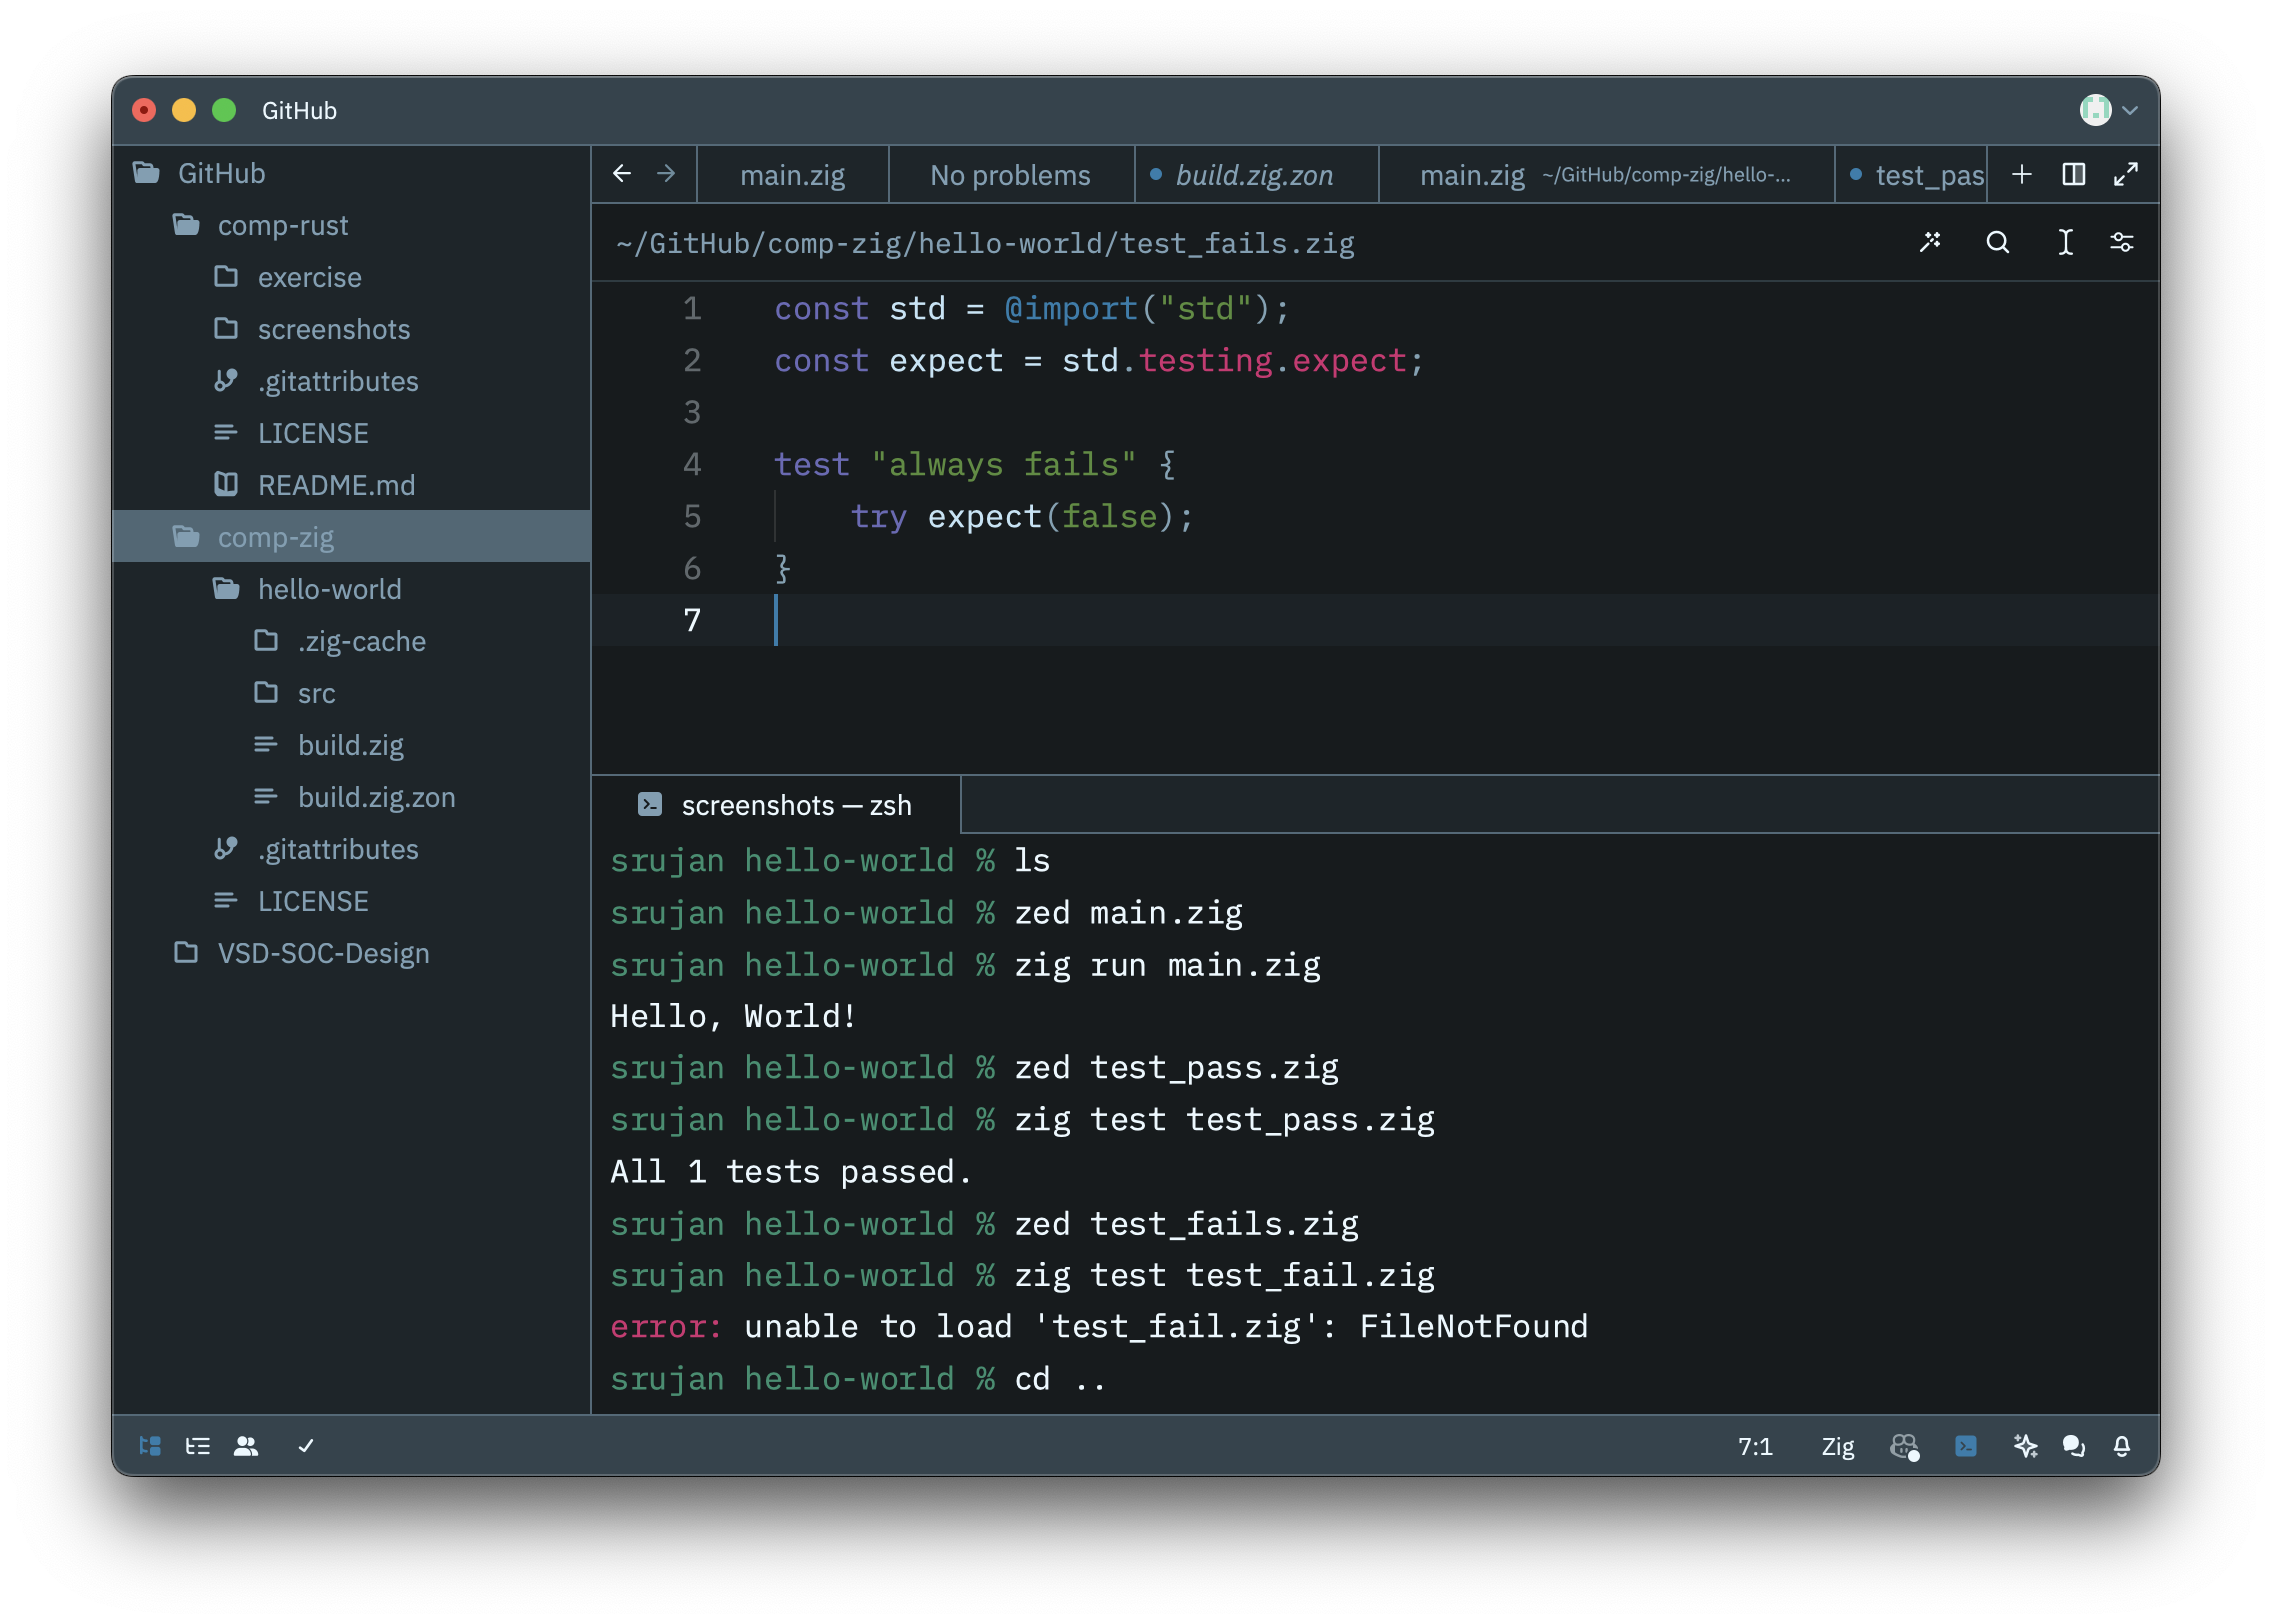 GitHub
GitHub
comp-rust
exercise
screenshots
.gitattributes
LICENSE
README.md
comp-zig
hello-world
.zig-cache
src
build.zig
build.zig.zon
.gitattributes
LICENSE
VSD-SOC-Design
main.zig No problems build.zig.zon main.zig ~/GitHub/comp-zig/hello-... test_pas
~/GitHub/comp-zig/hello-world/test_fails.zig
1 const std = @import("std");
2 const expect = std.testing.expect;
3
4 test "always fails" {
5 try expect(false);
6 }
7
screenshots — zsh
srujan hello-world % ls
srujan hello-world % zed main.zig
srujan hello-world % zig run main.zig
Hello, World!
srujan hello-world % zed test_pass.zig
srujan hello-world % zig test test_pass.zig
All 1 tests passed.
srujan hello-world % zed test_fails.zig
srujan hello-world % zig test test_fail.zig
error: unable to load 'test_fail.zig': FileNotFound
srujan hello-world % cd ..
7:1 Zig